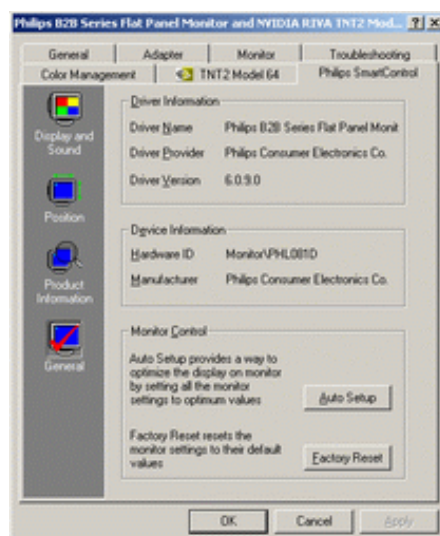 Philips B2B Series Flat Panel Monitor and NVIDIA RIVA TNT2 Mod...
General Adapter Monitor Troubleshooting
Color Management TNT2 Model 64 Philips SmartControl
Display and Sound
Position
Product Information
General
Driver Information
Driver Name Philips B2B Series Flat Panel Monit
Driver Provider Philips Consumer Electronics Co.
Driver Version 6.0.9.0
Device Information
Hardware ID Monitor\PHL081D
Manufacturer Philips Consumer Electronics Co.
Monitor Control
Auto Setup provides a way to
optimize the display on monitor
by setting all the monitor
settings to optimum values
Auto Setup
Factory Reset resets the
monitor settings to their default
values
Factory Reset
OK Cancel Apply